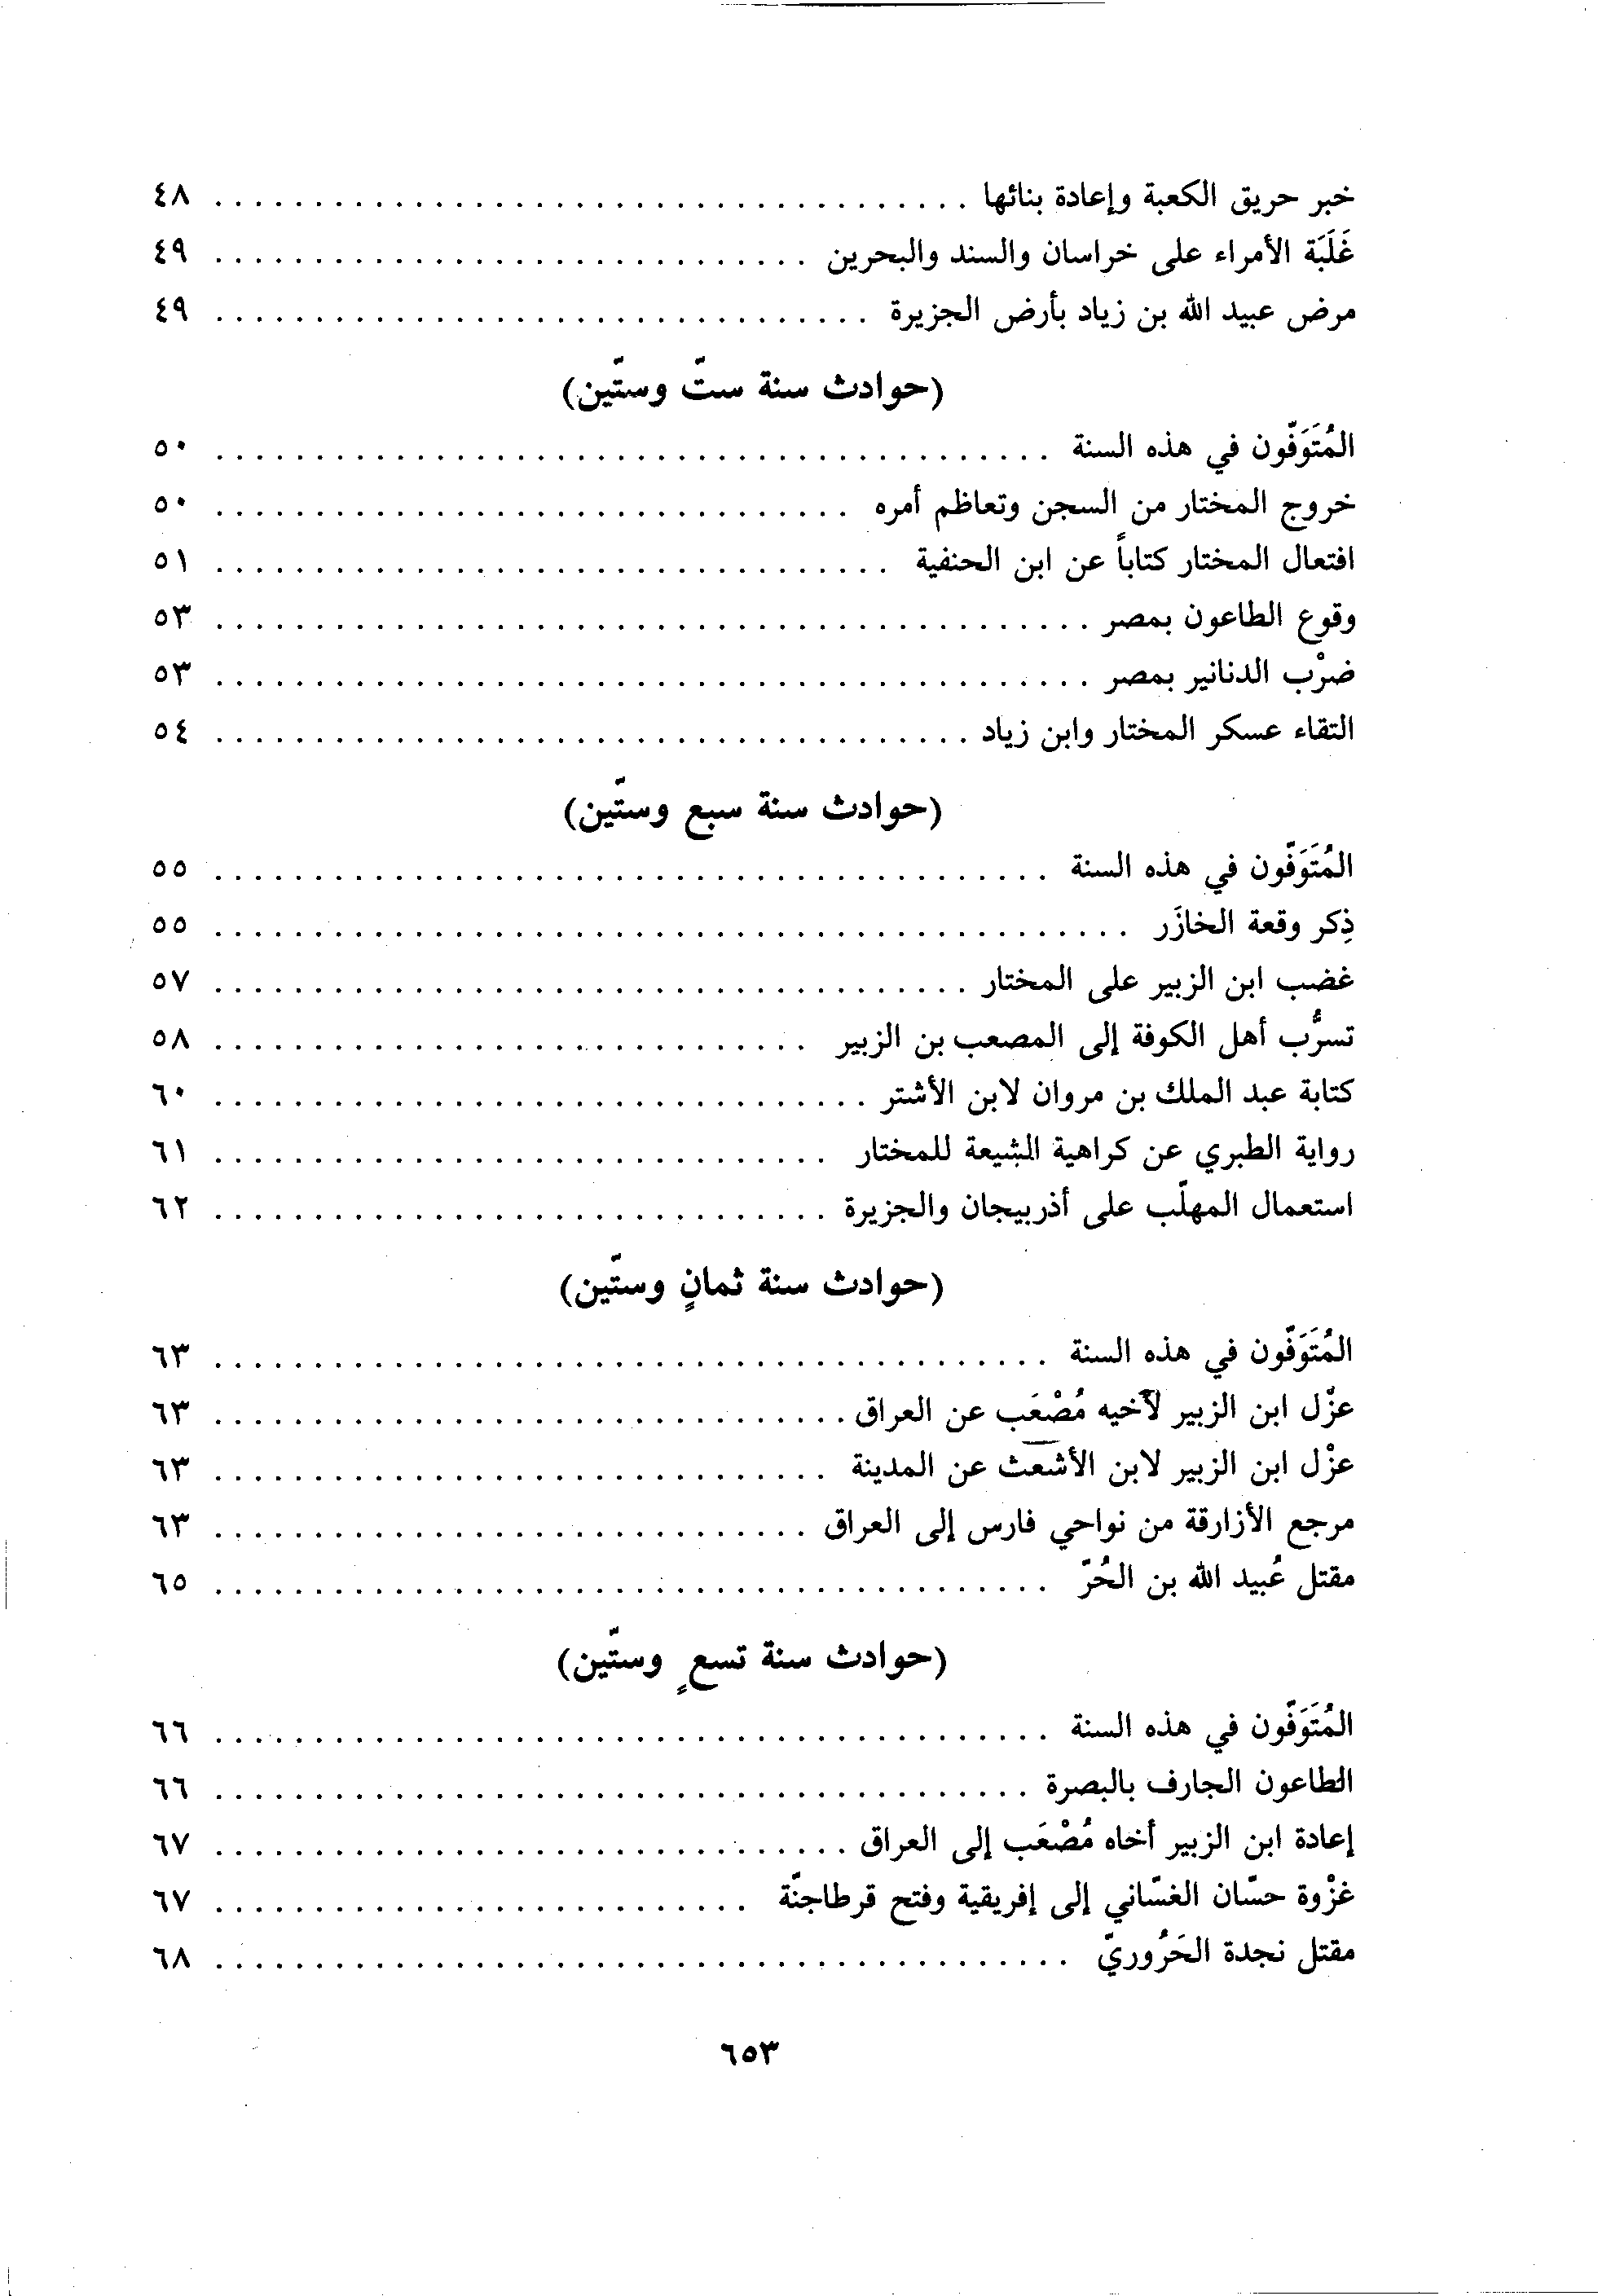 خبر حريق الكعبة وإعادة بنائها . . . . . . . . . . ٤٨
غَلَبَة الأمراء على خراسان والسند والبحرين . . . . . . . . . . ٤٩
مرض عبيد الله بن زياد بأرض الجزيرة . . . . . . . . . . ٤٩
(حوادث سنة ستّ وستّين)
المُتَوَفّون في هذه السنة . . . . . . . . . . ٥٠
خروج المختار من السجن وتعاظم أمره . . . . . . . . . . ٥٠
افتعال المختار كتاباً عن ابن الحنفية . . . . . . . . . . ٥١
وقوع الطاعون بمصر . . . . . . . . . . ٥٣
ضرْب الدنانير بمصر . . . . . . . . . . ٥٣
التقاء عسكر المختار وابن زياد . . . . . . . . . . ٥٤
(حوادث سنة سبع وستّين)
المُتَوَفّون في هذه السنة . . . . . . . . . . ٥٥
ذِكر وقعة الخازَر . . . . . . . . . . ٥٥
غضب ابن الزبير على المختار . . . . . . . . . . ٥٧
تسرُّب أهل الكوفة إلى المصعب بن الزبير . . . . . . . . . . ٥٨
كتابة عبد الملك بن مروان لابن الأشتر . . . . . . . . . . ٦٠
رواية الطبري عن كراهية الشيعة للمختار . . . . . . . . . . ٦١
استعمال المهلّب على أذربيجان والجزيرة . . . . . . . . . . ٦٢
(حوادث سنة ثمانٍ وستّين)
المُتَوَفّون في هذه السنة . . . . . . . . . . ٦٣
عزْل ابن الزبير لأخيه مُصْعَب عن العراق . . . . . . . . . . ٦٣
عزْل ابن الزبير لابن الأشعث عن المدينة . . . . . . . . . . ٦٣
مرجع الأزارقة من نواحي فارس إلى العراق . . . . . . . . . . ٦٣
مقتل عُبيد الله بن الحُرّ . . . . . . . . . . ٦٥
(حوادث سنة تسعٍ وستّين)
المُتَوَفّون في هذه السنة . . . . . . . . . . ٦٦
الطاعون الجارف بالبصرة . . . . . . . . . . ٦٦
إعادة ابن الزبير أخاه مُصْعَب إلى العراق . . . . . . . . . . ٦٧
غزْوة حسّان الغسّاني إلى إفريقية وفتح قرطاجنّة . . . . . . . . . . ٦٧
مقتل نجدة الحَرُوريّ . . . . . . . . . . ٦٨
٦٥٣